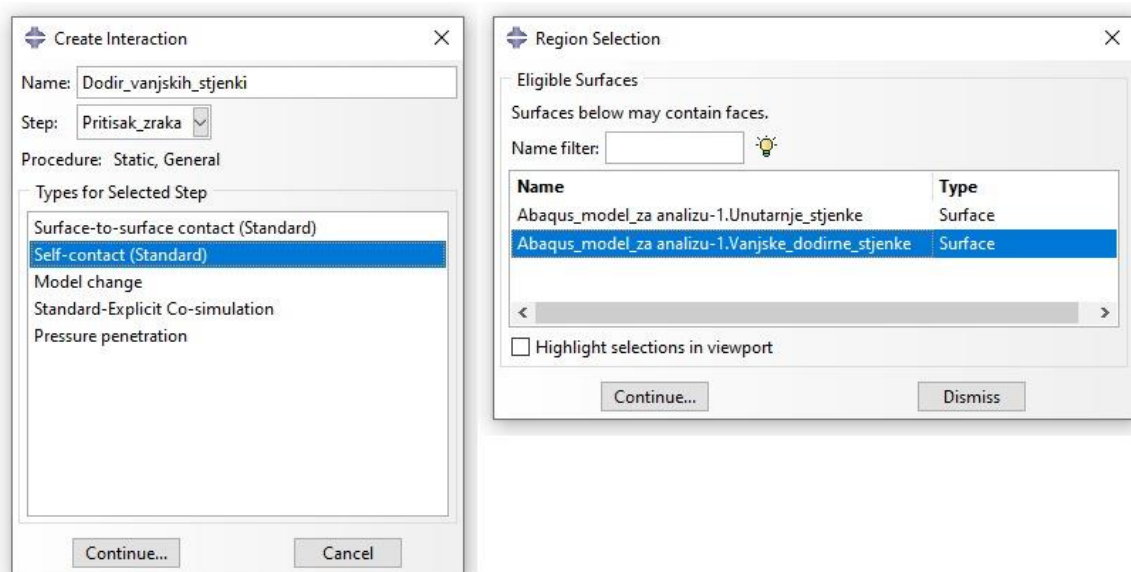 Create Interaction
Name: Dodir_vanjskih_stjenki
Step: Pritisak_zraka
Procedure: Static, General
Types for Selected Step
Surface-to-surface contact (Standard)
Self-contact (Standard)
Model change
Standard-Explicit Co-simulation
Pressure penetration
Continue... Cancel
Region Selection
Eligible Surfaces
Surfaces below may contain faces.
Name filter:
Name Type
Abaqus_model_za analizu-1.Unutarnje_stjenke Surface
Abaqus_model_za analizu-1.Vanjske_dodirne_stjenke Surface
Highlight selections in viewport
Continue... Dismiss